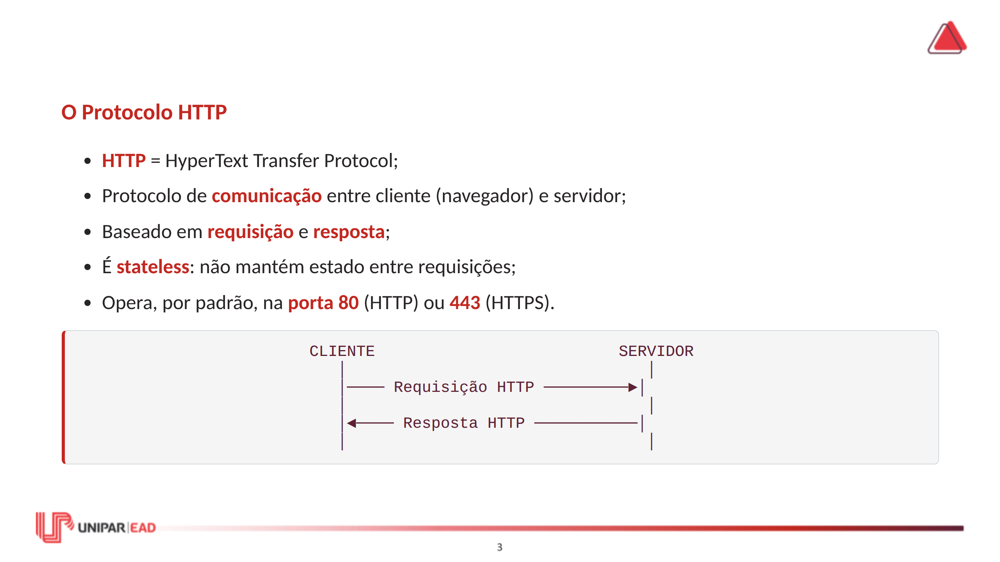 O Protocolo HTTP
• HTTP = HyperText Transfer Protocol;
• Protocolo de comunicação entre cliente (navegador) e servidor;
• Baseado em requisição e resposta;
• É stateless: não mantém estado entre requisições;
• Opera, por padrão, na porta 80 (HTTP) ou 443 (HTTPS).
CLIENTE SERVIDOR
│ │
│──── Requisição HTTP ─────────►│
│ │
│◄──── Resposta HTTP ───────────│
│ │
UNIPAR|EAD
3